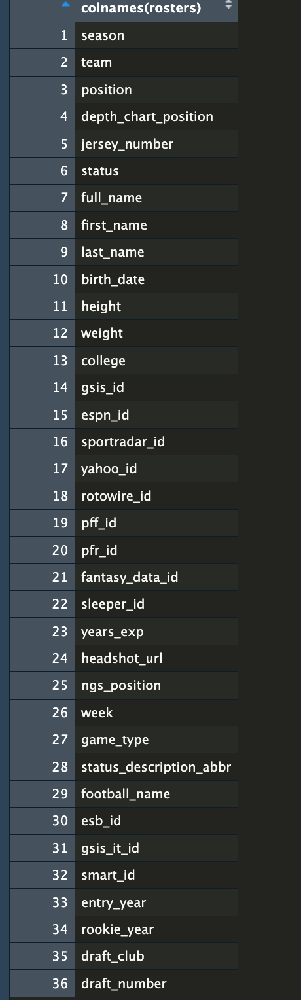 colnames(rosters)
1 season
2 team
3 position
4 depth_chart_position
5 jersey_number
6 status
7 full_name
8 first_name
9 last_name
10 birth_date
11 height
12 weight
13 college
14 gsis_id
15 espn_id
16 sportradar_id
17 yahoo_id
18 rotowire_id
19 pff_id
20 pfr_id
21 fantasy_data_id
22 sleeper_id
23 years_exp
24 headshot_url
25 ngs_position
26 week
27 game_type
28 status_description_abbr
29 football_name
30 esb_id
31 gsis_it_id
32 smart_id
33 entry_year
34 rookie_year
35 draft_club
36 draft_number